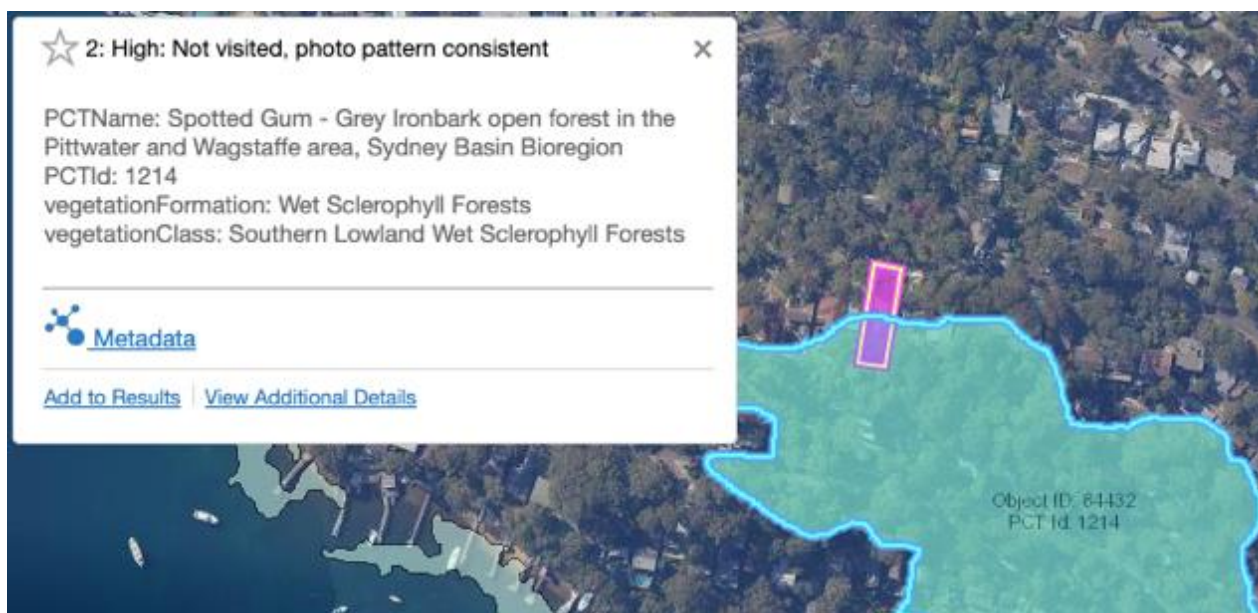 2: High: Not visited, photo pattern consistent
PCTName: Spotted Gum - Grey Ironbark open forest in the
Pittwater and Wagstaffe area, Sydney Basin Bioregion
PCTId: 1214
vegetationFormation: Wet Sclerophyll Forests
vegetationClass: Southern Lowland Wet Sclerophyll Forests
Metadata
Add to Results View Additional Details
Object ID: 64432
PCT Id: 1214